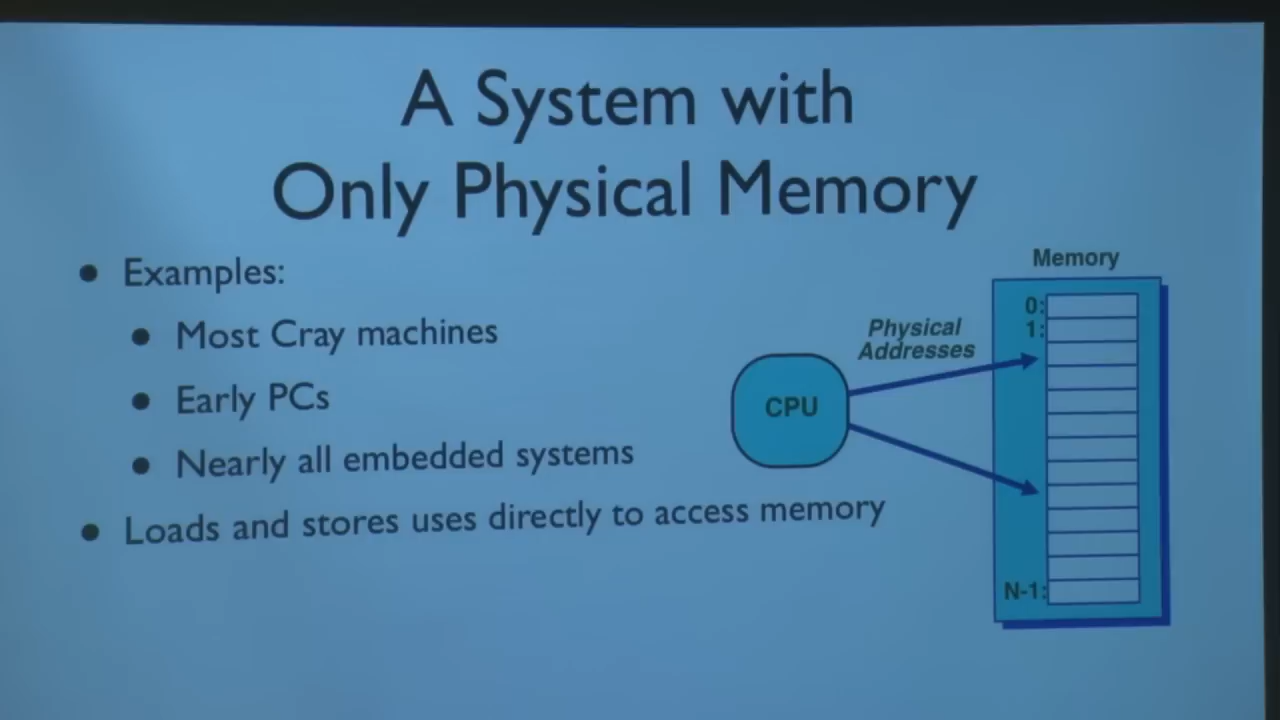 A System with
Only Physical Memory
Examples:
Most Cray machines
Early PCs
Nearly all embedded systems
Loads and stores uses directly to access memory
Memory
0:
1:
Physical
Addresses
CPU
N-1: